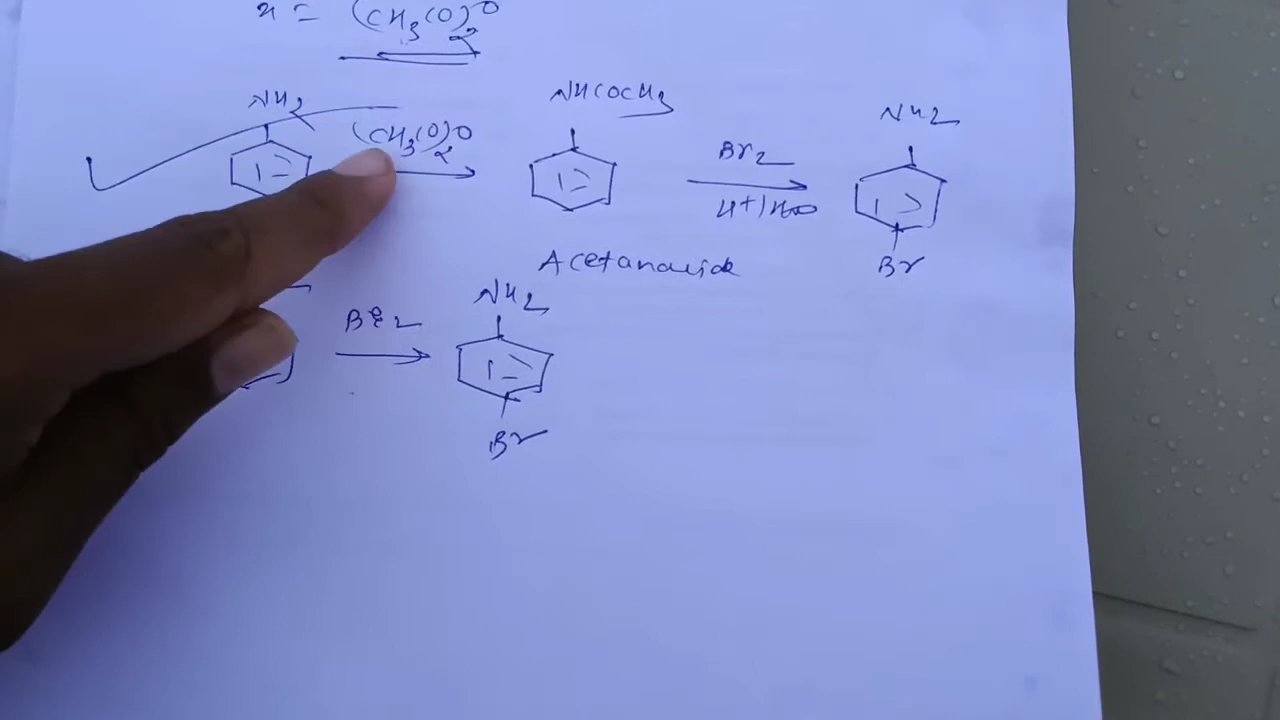 x = (CH3CO)2O
NH2 (CH3CO)2O NHCOCH3 Br2 H+/H2O NH2 Br
Acetanalide
Br2 NH2 Br